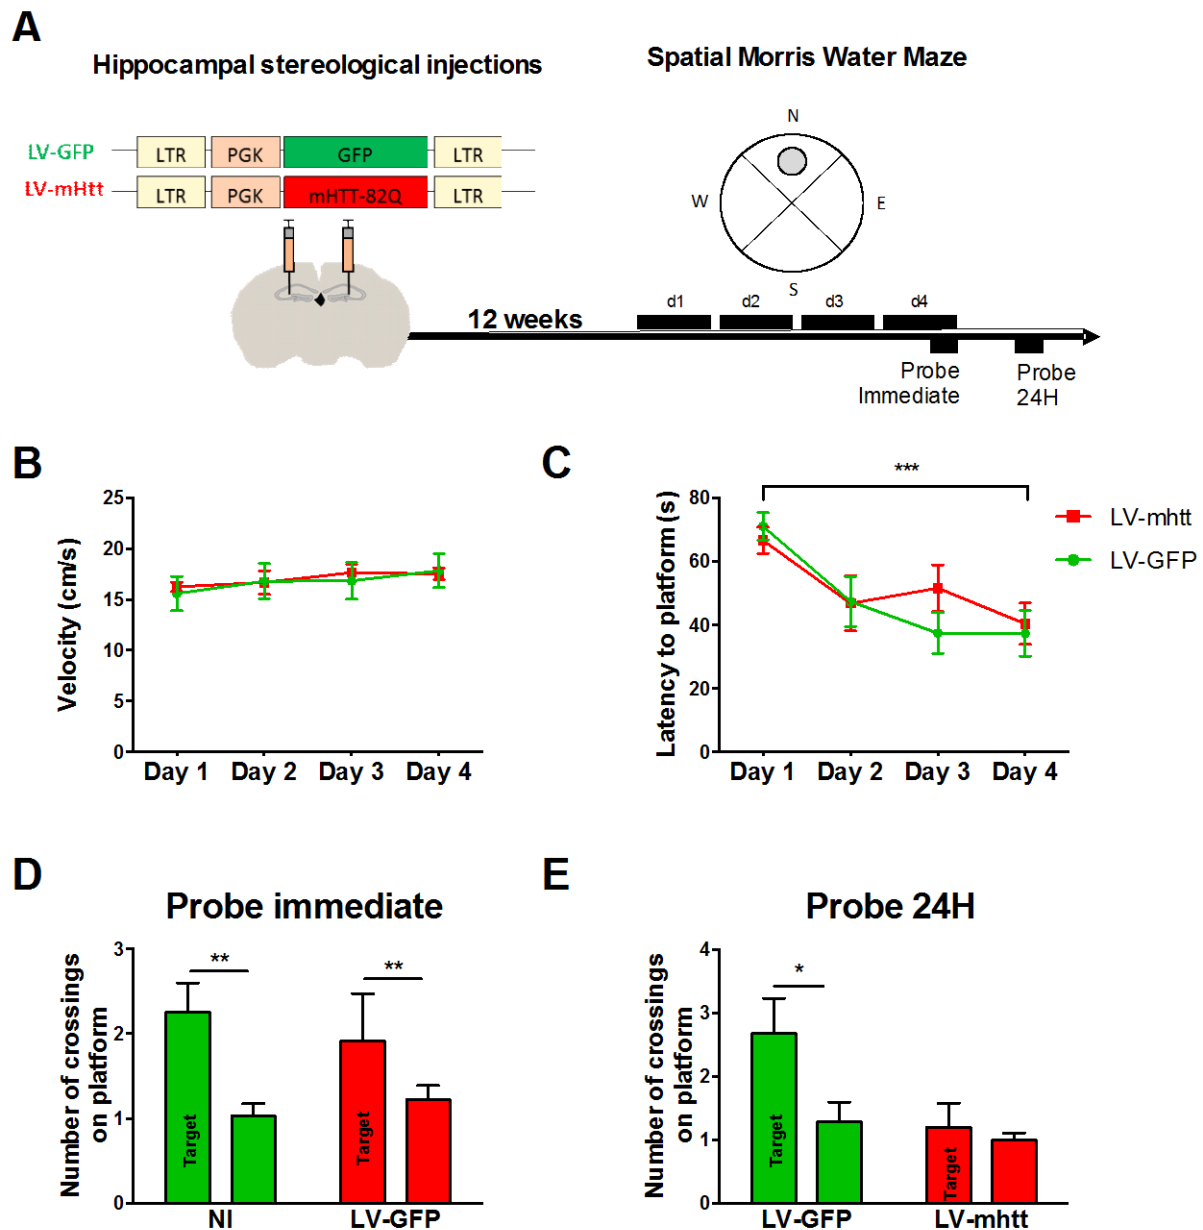 A
Hippocampal stereological injections
Spatial Morris Water Maze
LV-GFP
LTR PGK GFP LTR
LV-mHtt
LTR PGK mHTT-82Q LTR
N
W
E
S
12 weeks
d1 d2 d3 d4
Probe
Immediate
Probe
24H
B
Velocity (cm/s)
25
20
15
10
5
0
Day 1 Day 2 Day 3 Day 4
C
***
Latency to platform (s)
80
60
40
20
0
Day 1 Day 2 Day 3 Day 4
LV-mhtt
LV-GFP
D
Probe immediate
Number of crossings
on platform
3
2
1
0
**
**
Target
Target
NI LV-GFP
E
Probe 24H
Number of crossings
on platform
4
3
2
1
0
*
Target
Target
LV-GFP LV-mhtt